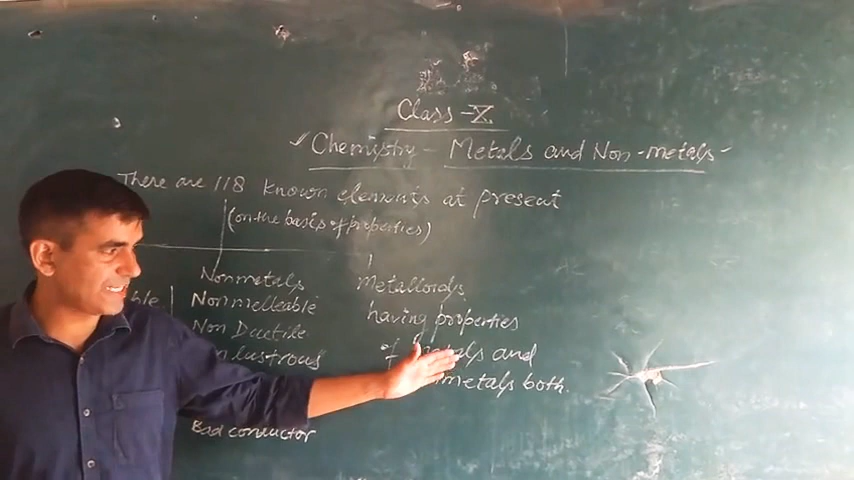 Class - X
Chemistry - Metals and Non-metals -
There are 118 known elements at present
(on the basis of properties)
Nonmetals
Metalloids
ble
Nonmelleable
having properties
Non Ductile
lustrous
of metals and
metals both.
Bad conductor